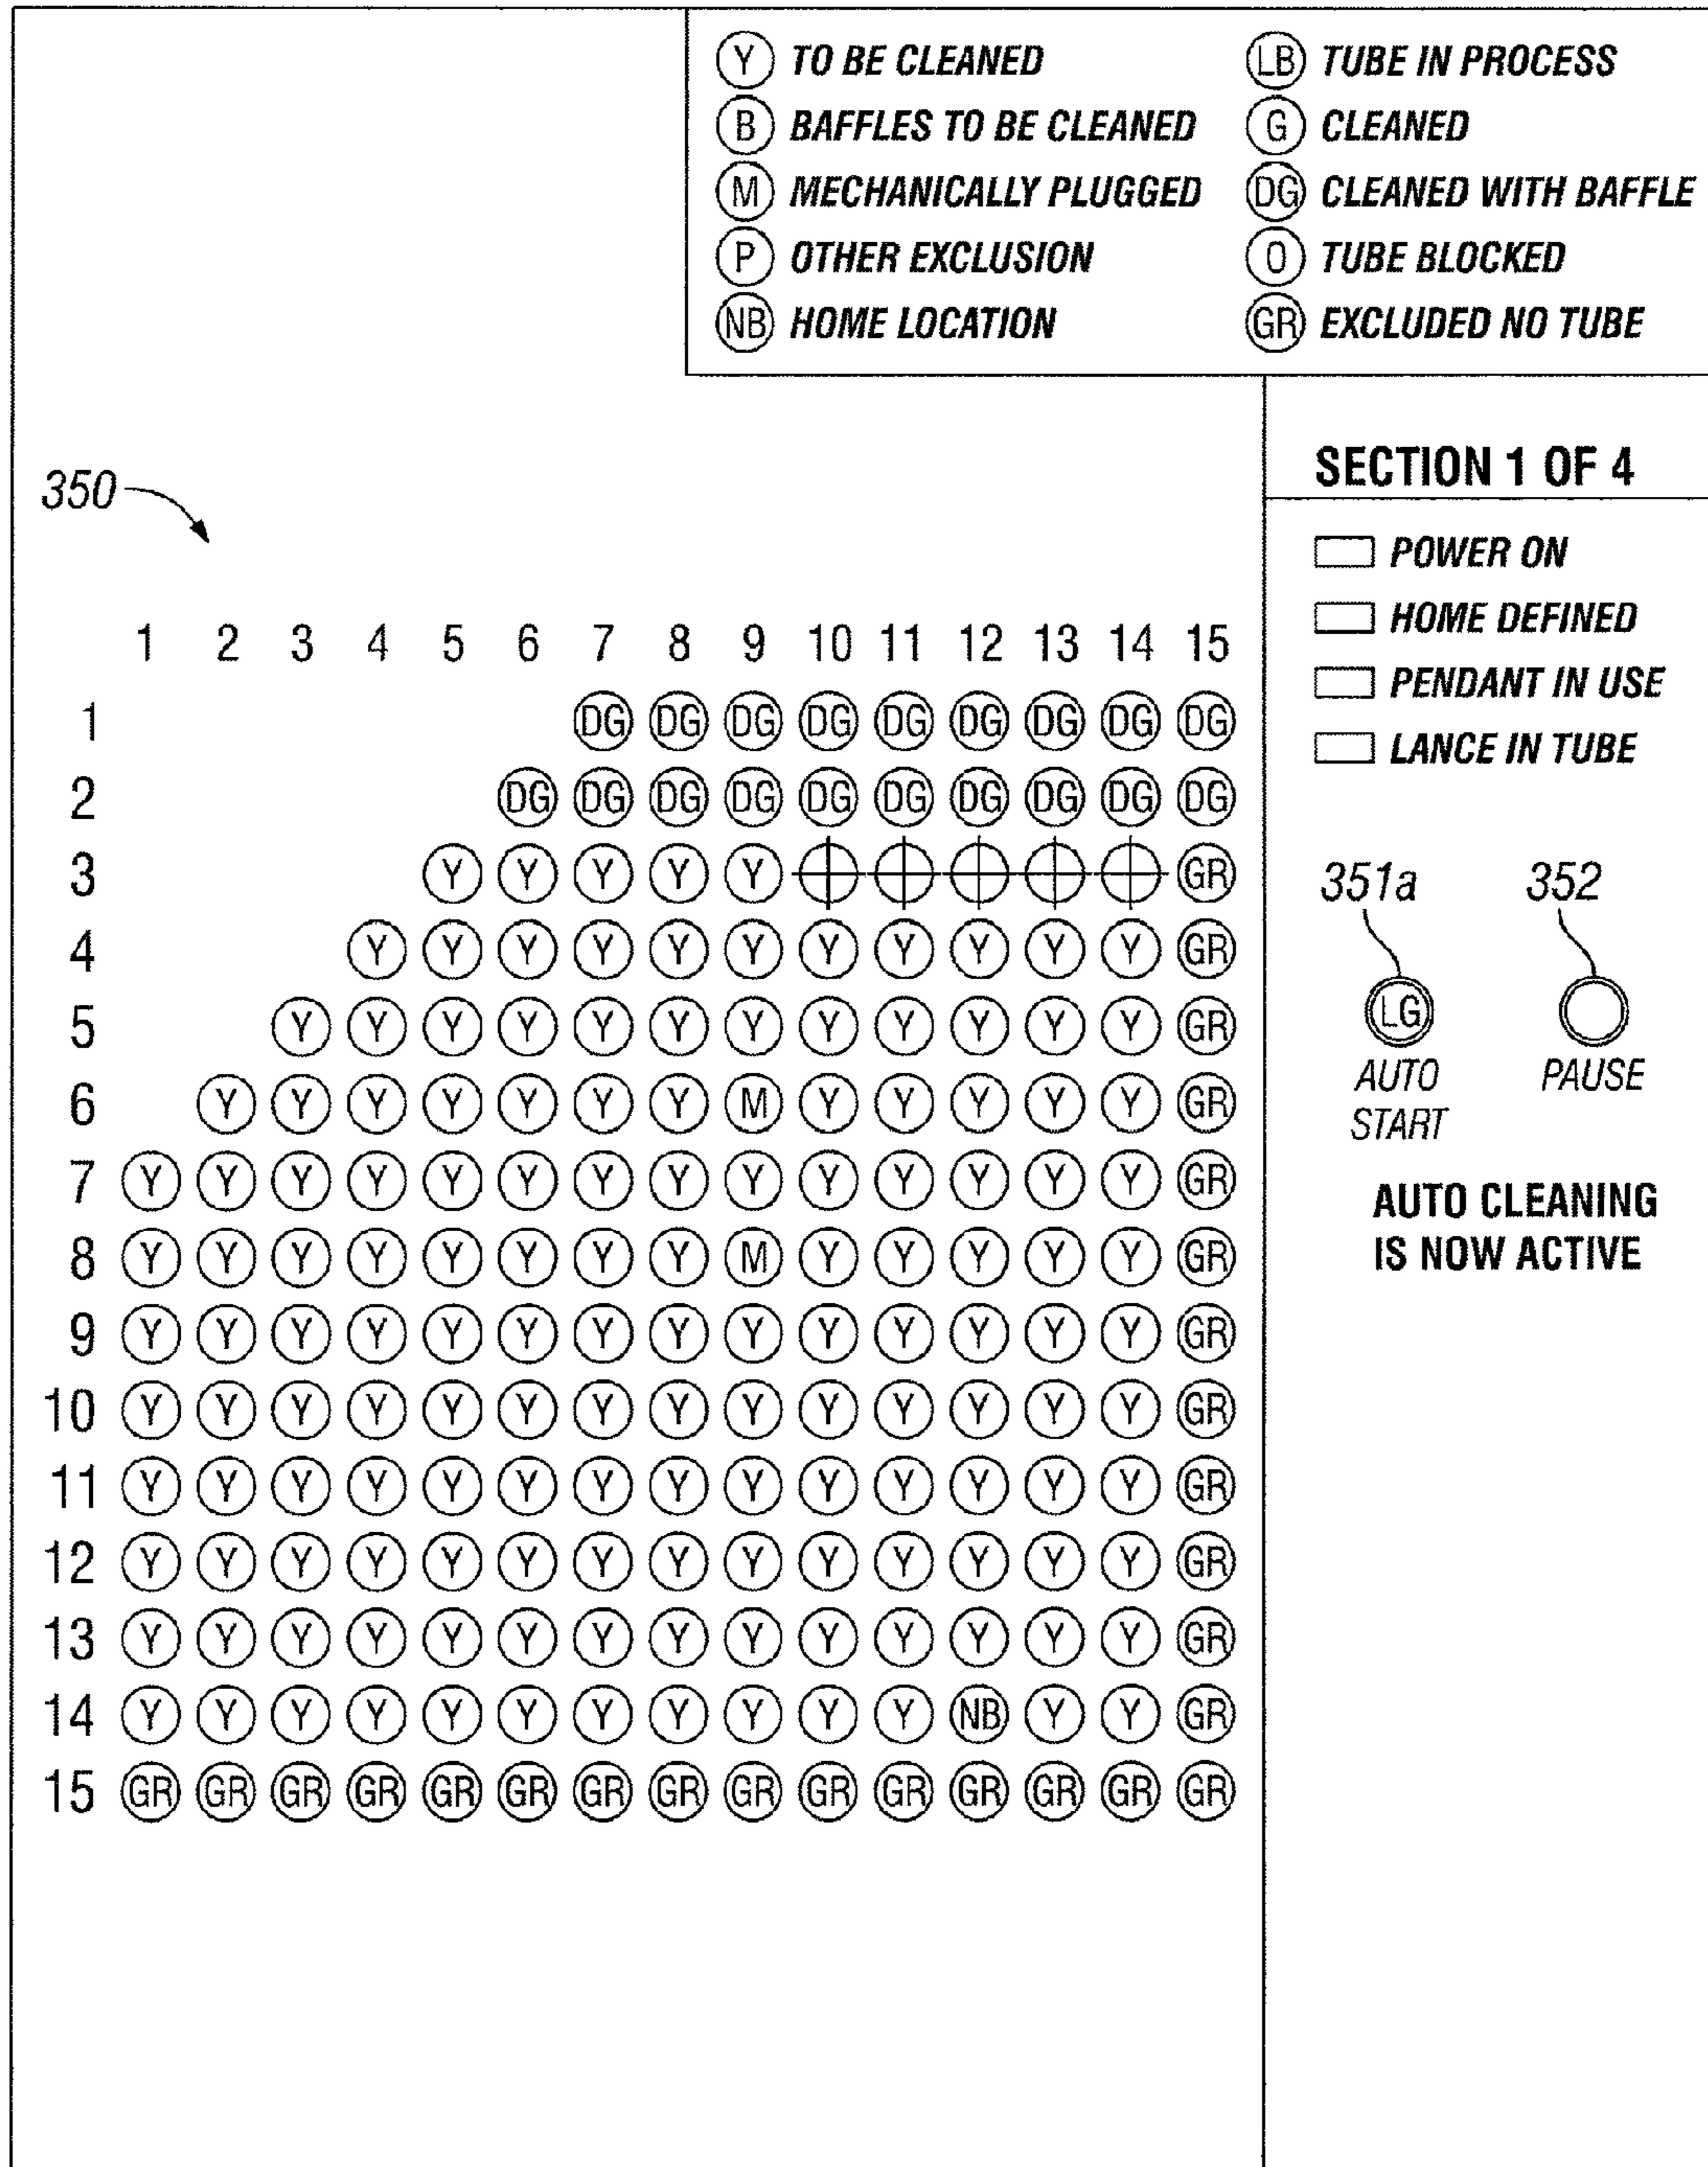 Y TO BE CLEANED LB TUBE IN PROCESS
B BAFFLES TO BE CLEANED G CLEANED
M MECHANICALLY PLUGGED DG CLEANED WITH BAFFLE
P OTHER EXCLUSION O TUBE BLOCKED
NB HOME LOCATION GR EXCLUDED NO TUBE
350
1 2 3 4 5 6 7 8 9 10 11 12 13 14 15
1 DG DG DG DG DG DG DG DG DG
2 DG DG DG DG DG DG DG DG DG DG
3 Y Y Y Y Y GR
4 Y Y Y Y Y Y Y Y Y Y Y GR
5 Y Y Y Y Y Y Y Y Y Y Y Y GR
6 Y Y Y Y Y Y Y M Y Y Y Y Y GR
7 Y Y Y Y Y Y Y Y Y Y Y Y Y Y GR
8 Y Y Y Y Y Y Y Y M Y Y Y Y Y GR
9 Y Y Y Y Y Y Y Y Y Y Y Y Y Y GR
10 Y Y Y Y Y Y Y Y Y Y Y Y Y Y GR
11 Y Y Y Y Y Y Y Y Y Y Y Y Y Y GR
12 Y Y Y Y Y Y Y Y Y Y Y Y Y Y GR
13 Y Y Y Y Y Y Y Y Y Y Y Y Y Y GR
14 Y Y Y Y Y Y Y Y Y Y Y NB Y Y GR
15 GR GR GR GR GR GR GR GR GR GR GR GR GR GR GR
SECTION 1 OF 4
POWER ON
HOME DEFINED
PENDANT IN USE
LANCE IN TUBE
351a 352
LG
AUTO PAUSE
START
AUTO CLEANING
IS NOW ACTIVE